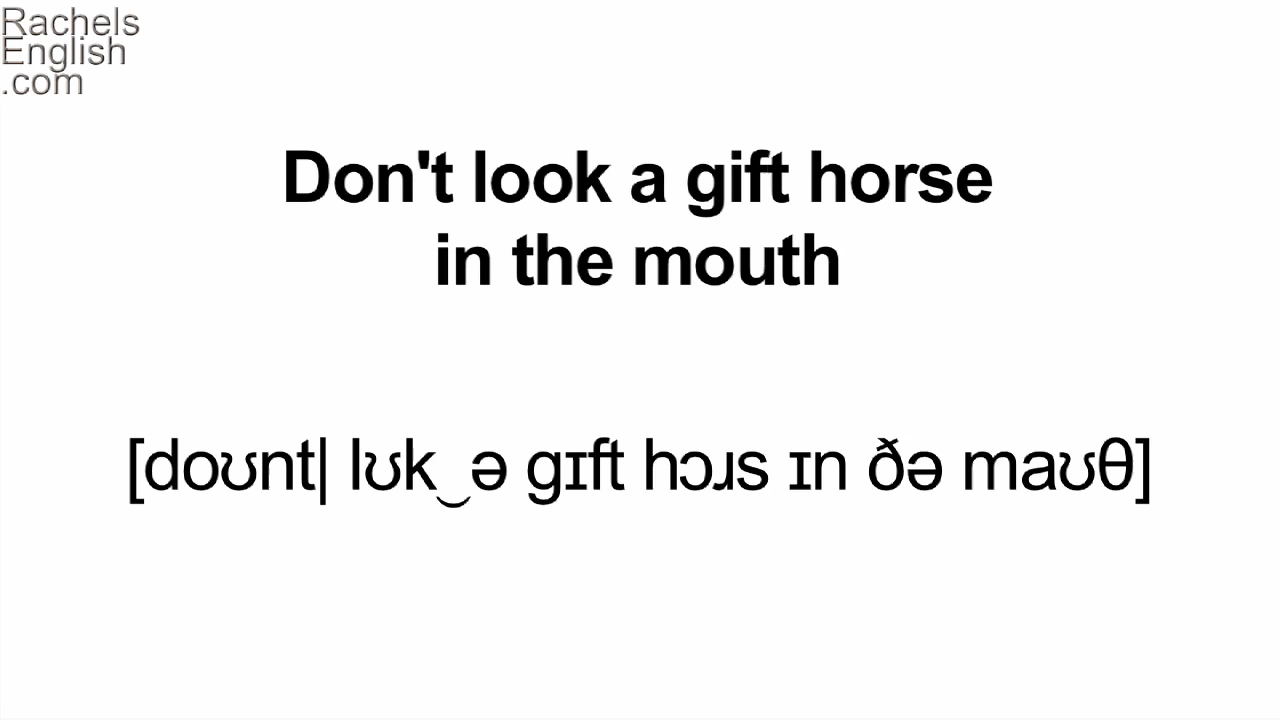 Rachels
English
.com
Don't look a gift horse
in the mouth
[doʊnt| lʊk‿ə gɪft hɔɹs ɪn ðə maʊθ]